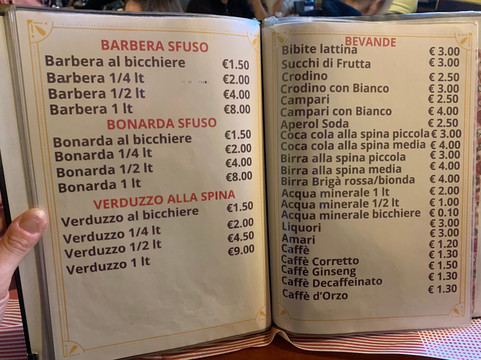 BARBERA SFUSO
Barbera al bicchiere €1.50
Barbera 1/4 lt €2.00
Barbera 1/2 lt €4.00
Barbera 1 lt €8.00
BONARDA SFUSO
Bonarda al bicchiere €1.50
Bonarda 1/4 lt €2.00
Bonarda 1/2 lt €4.00
Bonarda 1 lt €8.00
VERDUZZO ALLA SPINA
Verduzzo al bicchiere €1.50
Verduzzo 1/4 lt €2.00
Verduzzo 1/2 lt €4.50
Verduzzo 1 lt €9.00
BEVANDE
Bibite lattina € 3.00
Succhi di Frutta € 3.00
Crodino € 2.50
Crodino con Bianco € 3.00
Campari € 2.50
Campari con Bianco € 4.00
Aperol Soda € 2.50
Coca cola alla spina piccola € 3.00
Coca cola alla spina media € 4.00
Birra alla spina piccola € 3.00
Birra alla spina media € 4.00
Birra Brigà rossa/bionda € 4.00
Acqua minerale 1 lt € 2.00
Acqua minerale 1/2 lt € 1.00
Acqua minerale bicchiere € 0.10
Liquori € 3.00
Amari € 3.00
Caffè € 1.20
Caffè Corretto € 1.30
Caffè Ginseng € 1.50
Caffè Decaffeinato € 1.30
Caffè d'Orzo € 1.30